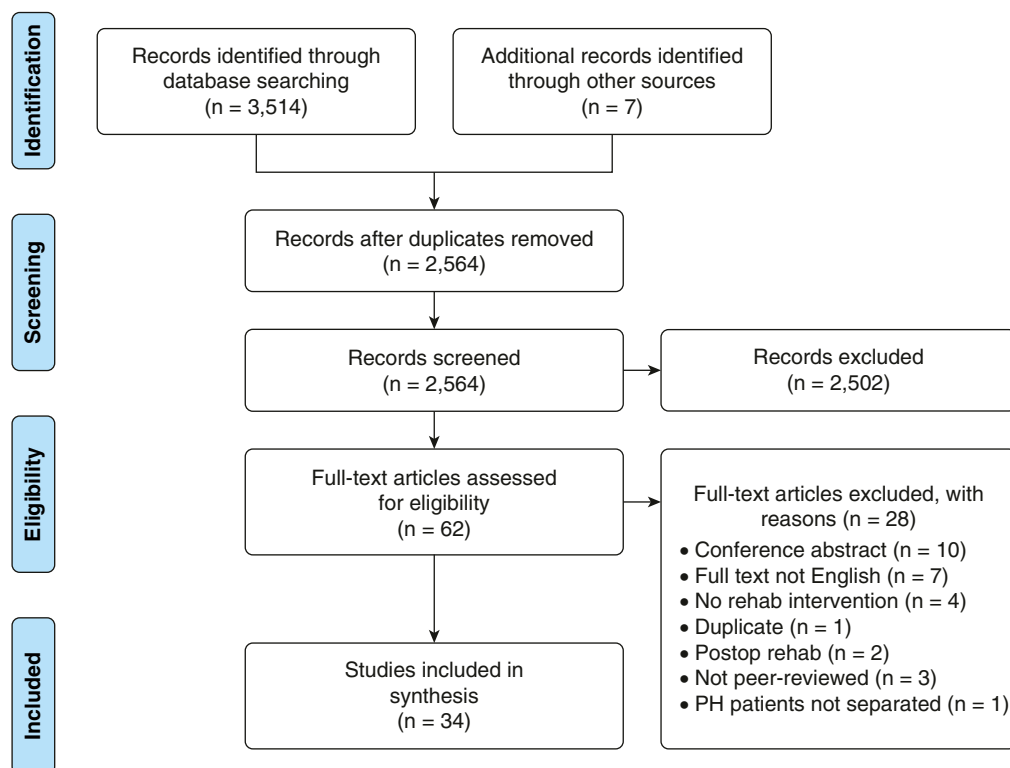 Identification
Records identified through
database searching
(n = 3,514)
Additional records identified
through other sources
(n = 7)
Screening
Records after duplicates removed
(n = 2,564)
Records screened
(n = 2,564)
Records excluded
(n = 2,502)
Eligibility
Full-text articles assessed
for eligibility
(n = 62)
Full-text articles excluded, with
reasons (n = 28)
• Conference abstract (n = 10)
• Full text not English (n = 7)
• No rehab intervention (n = 4)
• Duplicate (n = 1)
• Postop rehab (n = 2)
• Not peer-reviewed (n = 3)
• PH patients not separated (n = 1)
Included
Studies included in
synthesis
(n = 34)